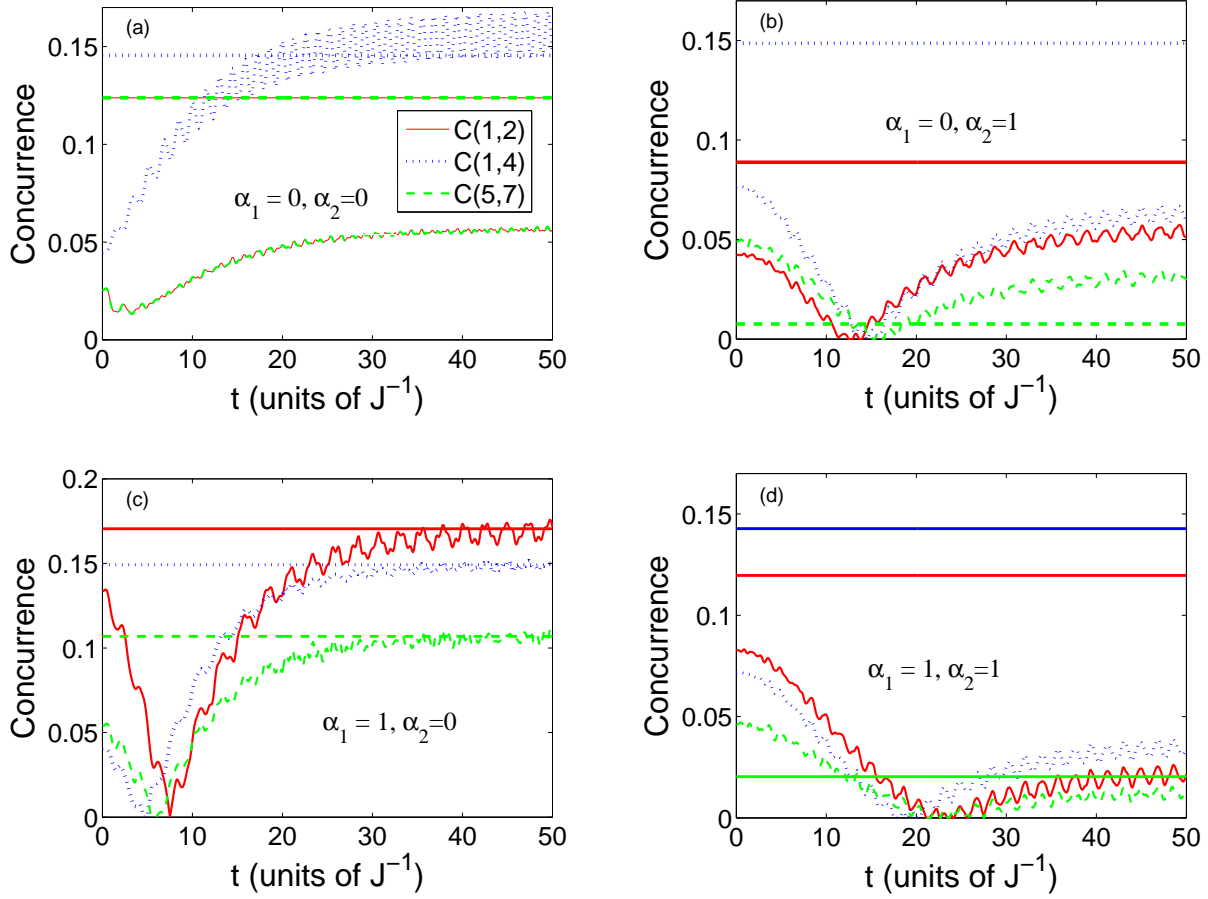 (a)
Concurrence
0.15
0.1
0.05
0
C(1,2)
C(1,4)
C(5,7)
α1 = 0, α2=0
0 10 20 30 40 50
t (units of J⁻¹)
(b)
Concurrence
0.15
0.1
0.05
0
α1 = 0, α2=1
0 10 20 30 40 50
t (units of J⁻¹)
(c)
Concurrence
0.2
0.15
0.1
0.05
0
α1 = 1, α2=0
0 10 20 30 40 50
t (units of J⁻¹)
(d)
Concurrence
0.15
0.1
0.05
0
α1 = 1, α2=1
0 10 20 30 40 50
t (units of J⁻¹)